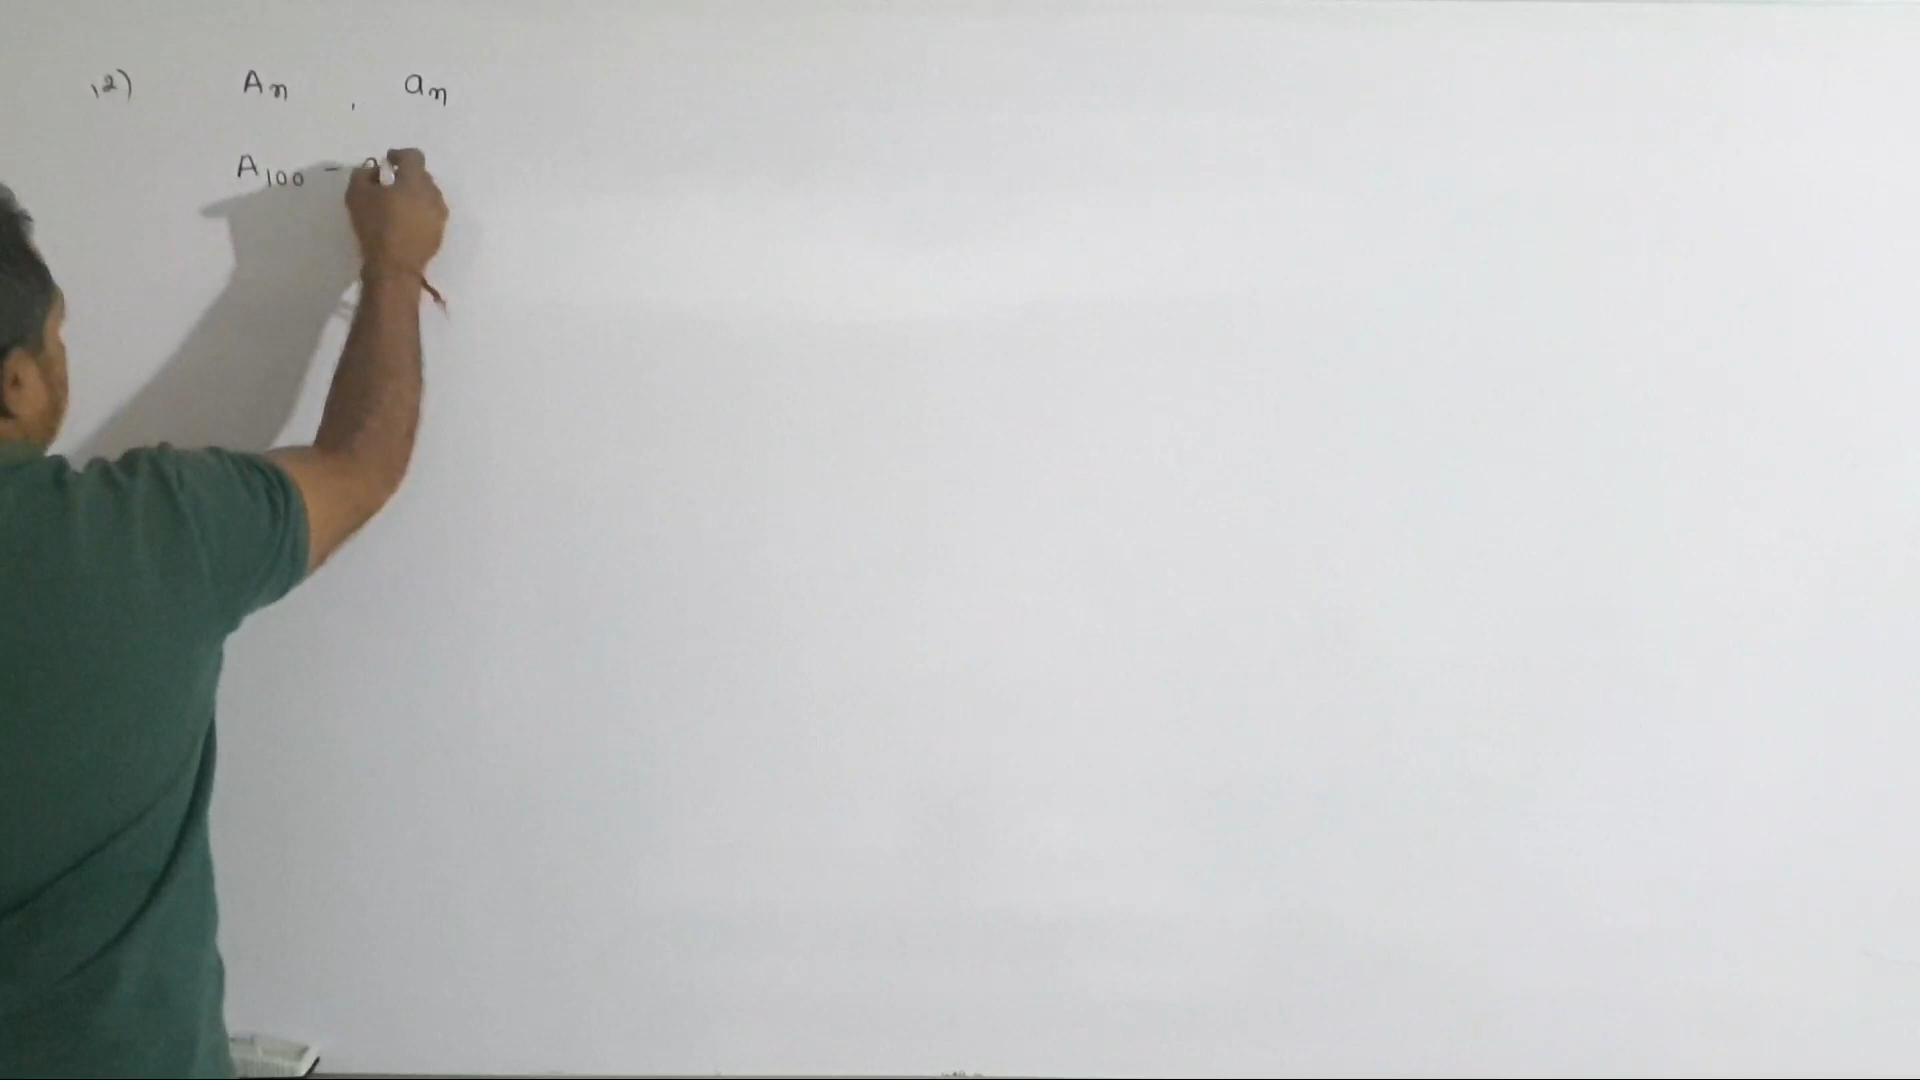 12) Aₙ , aₙ
A₁₀₀ - a